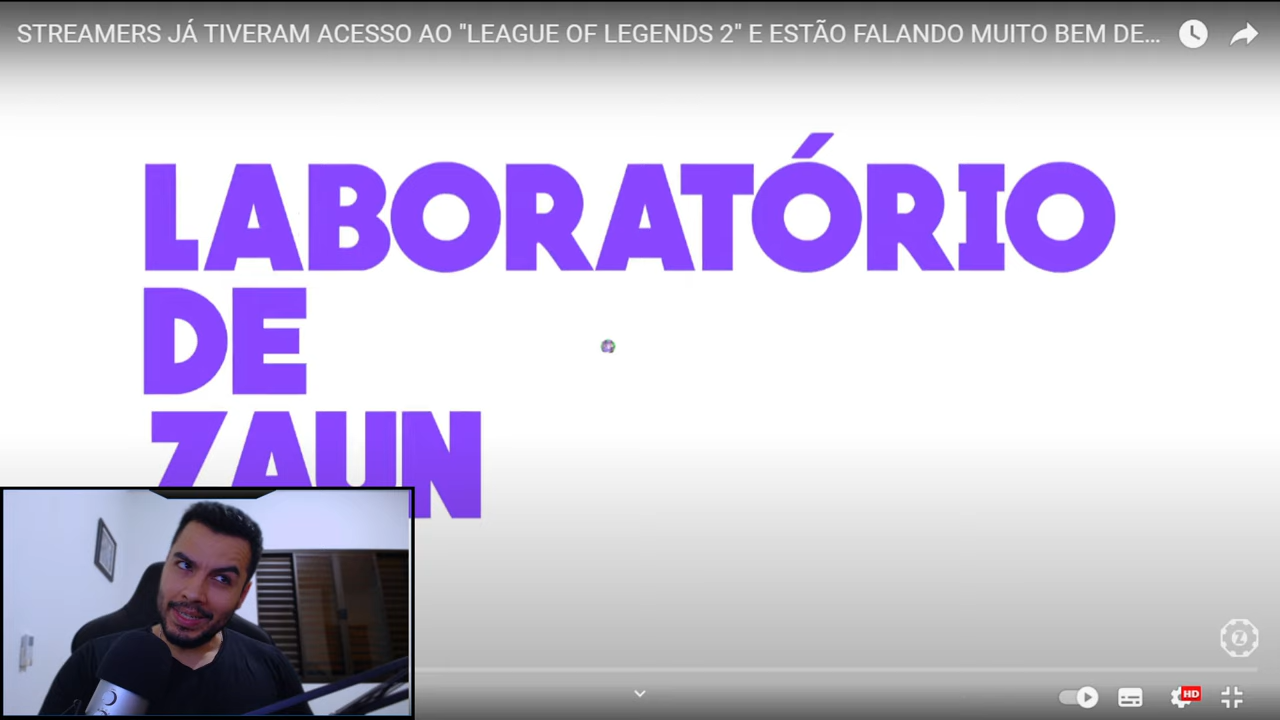 STREAMERS JÁ TIVERAM ACESSO AO "LEAGUE OF LEGENDS 2" E ESTÃO FALANDO MUITO BEM DE...
LABORATÓRIO
DE
ZAUN
Z
HD